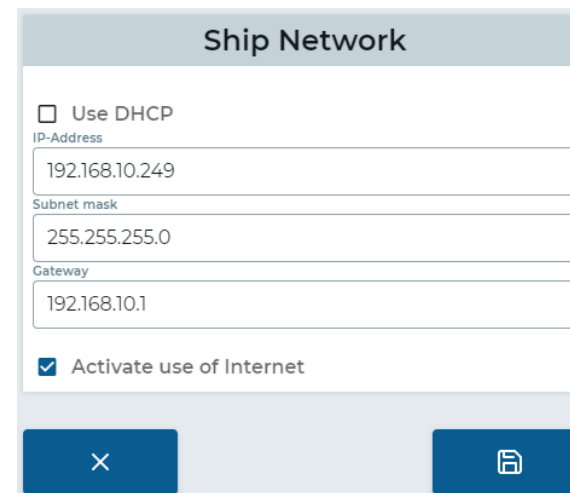 Ship Network
Use DHCP
IP-Address
192.168.10.249
Subnet mask
255.255.255.0
Gateway
192.168.10.1
Activate use of Internet